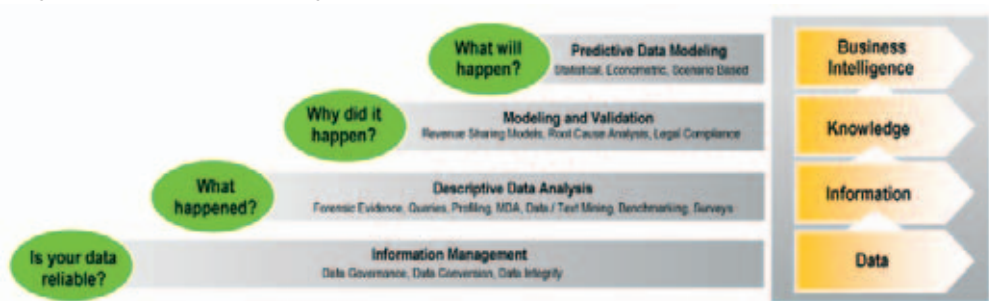 What will
happen?
Predictive Data Modeling
Statistical, Econometric, Scenario Based
Business
Intelligence
Why did it
happen?
Modeling and Validation
Revenue Sharing Models, Root Cause Analysis, Legal Compliance
Knowledge
What
happened?
Descriptive Data Analysis
Forensic Evidence, Queries, Profiling, MDA, Data / Text Mining, Benchmarking, Surveys
Information
Is your data
reliable?
Information Management
Data Governance, Data Conversion, Data Integrity
Data